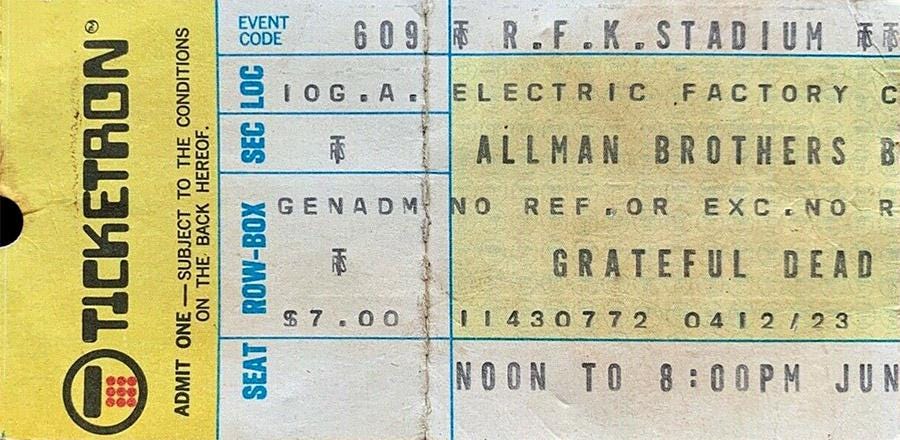 TICKETRON®
ADMIT ONE—SUBJECT TO THE CONDITIONS
ON THE BACK HEREOF.
EVENT
CODE
609
R.F.K.STADIUM
LOC
10G.A.
ELECTRIC FACTORY C
SEC
ALLMAN BROTHERS B
ROW-BOX
GENADM
NO REF.OR EXC.NO R
GRATEFUL DEAD
$7.00
11430772 0412/23
SEAT
NOON TO 8:00PM JUN